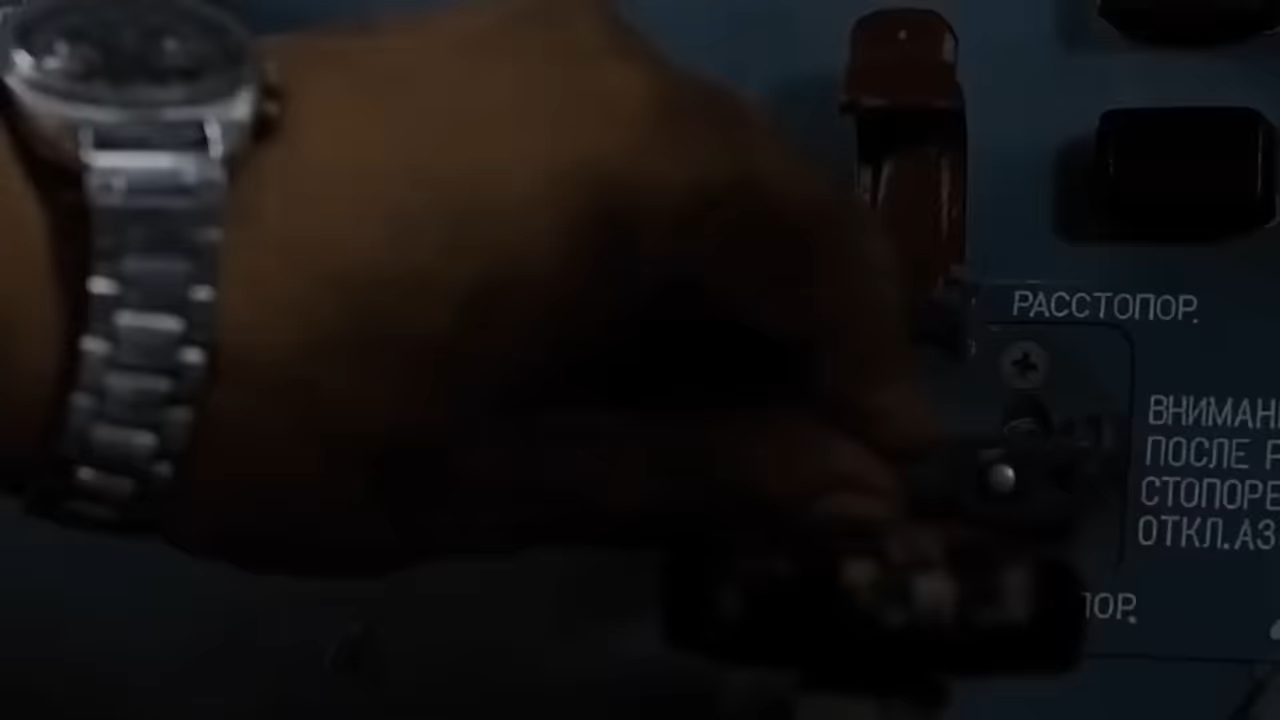 РАССТОПОР.
ВНИМАН
ПОСЛЕ Р
СТОПОРЕ
ОТКЛ.АЗ
ПОР.